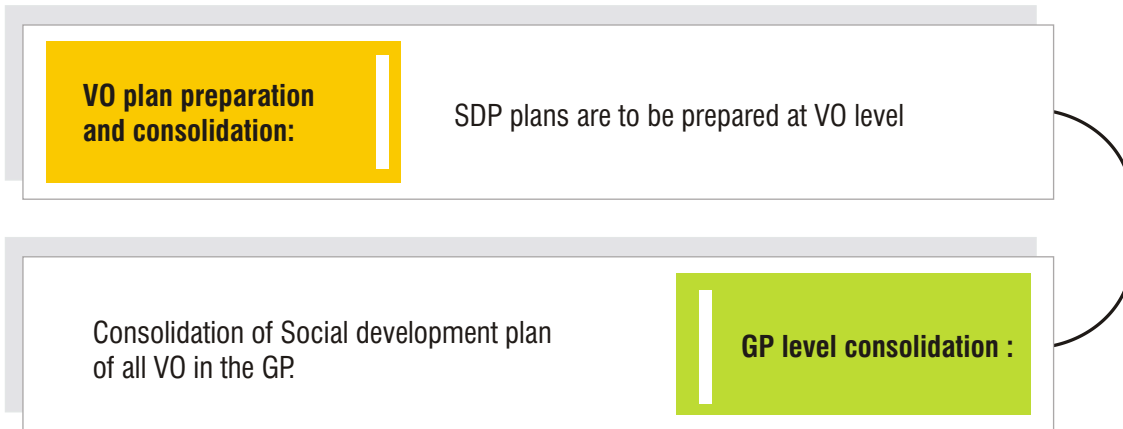 VO plan preparation
and consolidation:
SDP plans are to be prepared at VO level
Consolidation of Social development plan
of all VO in the GP.
GP level consolidation :